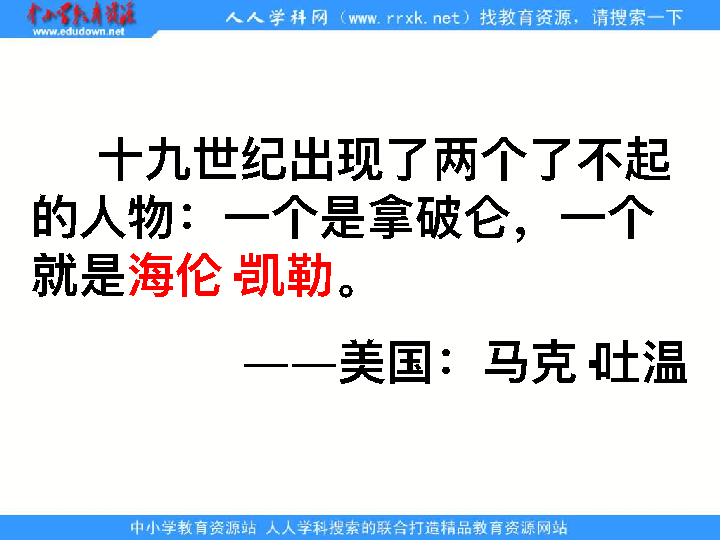 中小学教育资源
www.edudown.net
人人学科网（www.rrxk.net）找教育资源，请搜索一下
十九世纪出现了两个了不起
的人物：一个是拿破仑，一个
就是海伦·凯勒。
——美国：马克·吐温
中小学教育资源站 人人学科搜索的联合打造精品教育资源网站